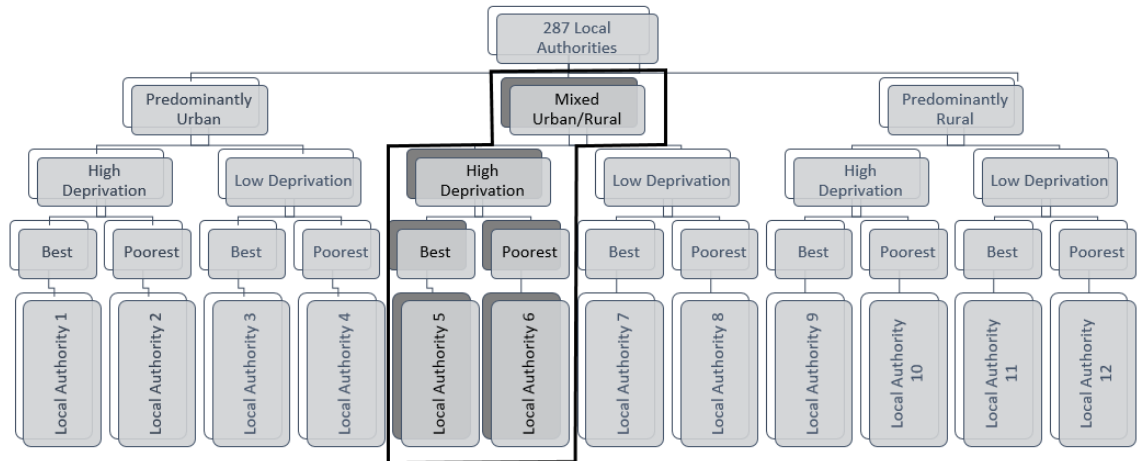 287 Local
Authorities
Predominantly
Urban
Mixed
Urban/Rural
Predominantly
Rural
High
Deprivation
Low Deprivation
High
Deprivation
Low Deprivation
High
Deprivation
Low Deprivation
Best
Poorest
Best
Poorest
Best
Poorest
Best
Poorest
Best
Poorest
Best
Poorest
Local Authority 1
Local Authority 2
Local Authority 3
Local Authority 4
Local Authority 5
Local Authority 6
Local Authority 7
Local Authority 8
Local Authority 9
Local Authority
10
Local Authority
11
Local Authority
12